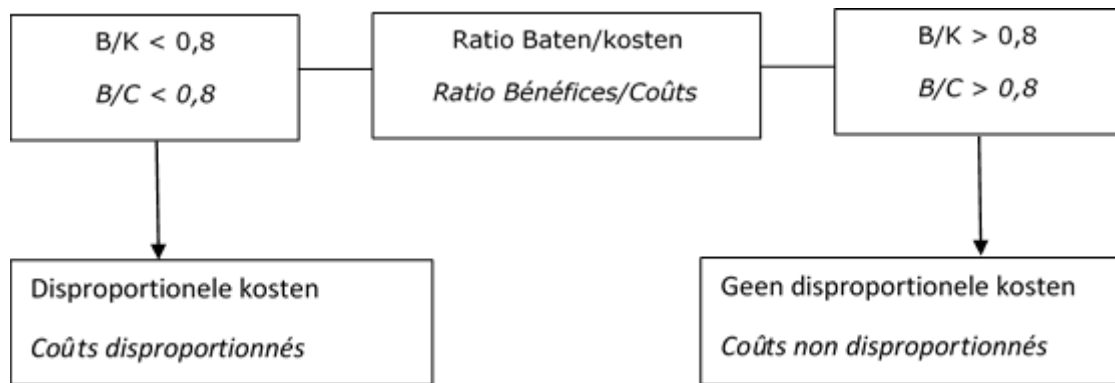 B/K < 0,8
B/C < 0,8
Ratio Baten/kosten
Ratio Bénéfices/Coûts
B/K > 0,8
B/C > 0,8
Disproportionele kosten
Coûts disproportionnés
Geen disproportionele kosten
Coûts non disproportionnés